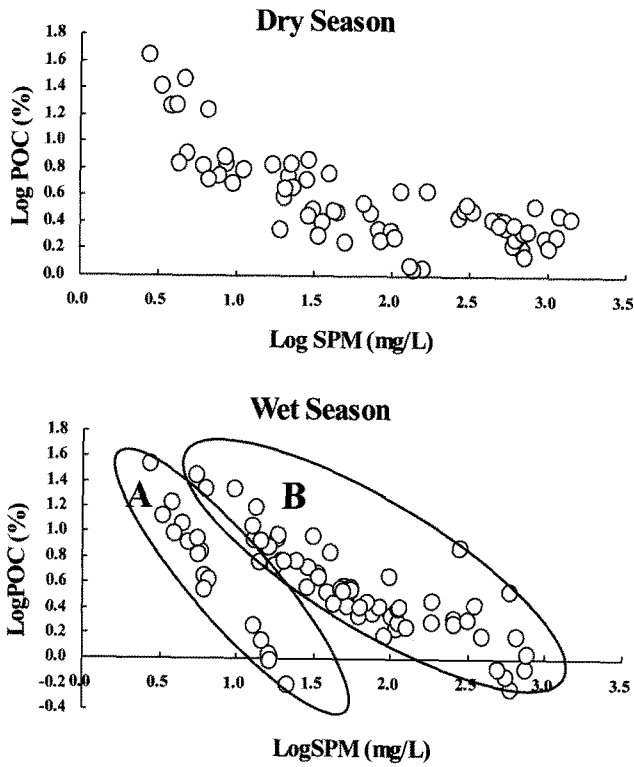 Dry Season
1.8
1.6
1.4
1.2
1.0
0.8
0.6
0.4
0.2
0.0
Log POC (%)
0.0 0.5 1.0 1.5 2.0 2.5 3.0 3.5
Log SPM (mg/L)
Wet Season
1.8
1.6
1.4
1.2
1.0
0.8
0.6
0.4
0.2
0.0
-0.2
-0.4
LogPOC (%)
A
B
0.5 1.0 1.5 2.0 2.5 3.0 3.5
LogSPM (mg/L)